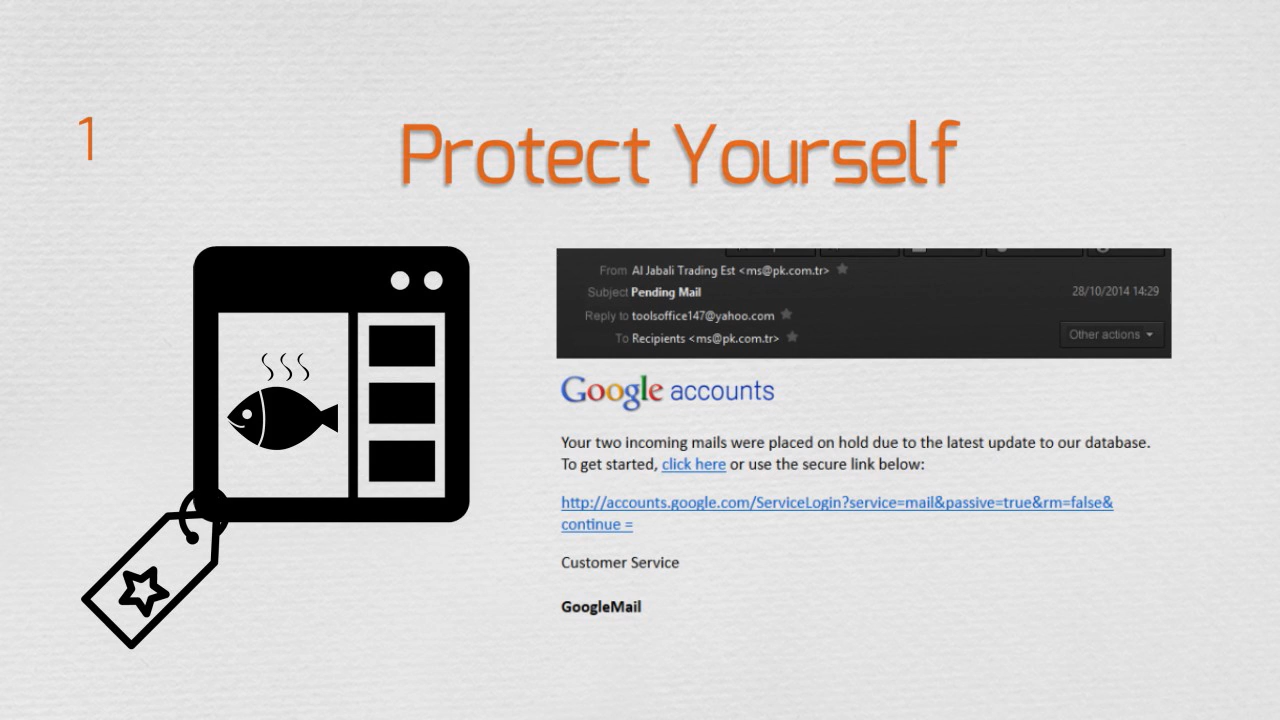 1
Protect Yourself
From Al Jabali Trading Est <ms@pk.com.tr>
Subject Pending Mail
28/10/2014 14:29
Reply to toolsoffice147@yahoo.com
To Recipients <ms@pk.com.tr>
Other actions
Google accounts
Your two incoming mails were placed on hold due to the latest update to our database.
To get started, click here or use the secure link below:
http://accounts.google.com/ServiceLogin?service=mail&passive=true&rm=false&
continue =
Customer Service
GoogleMail